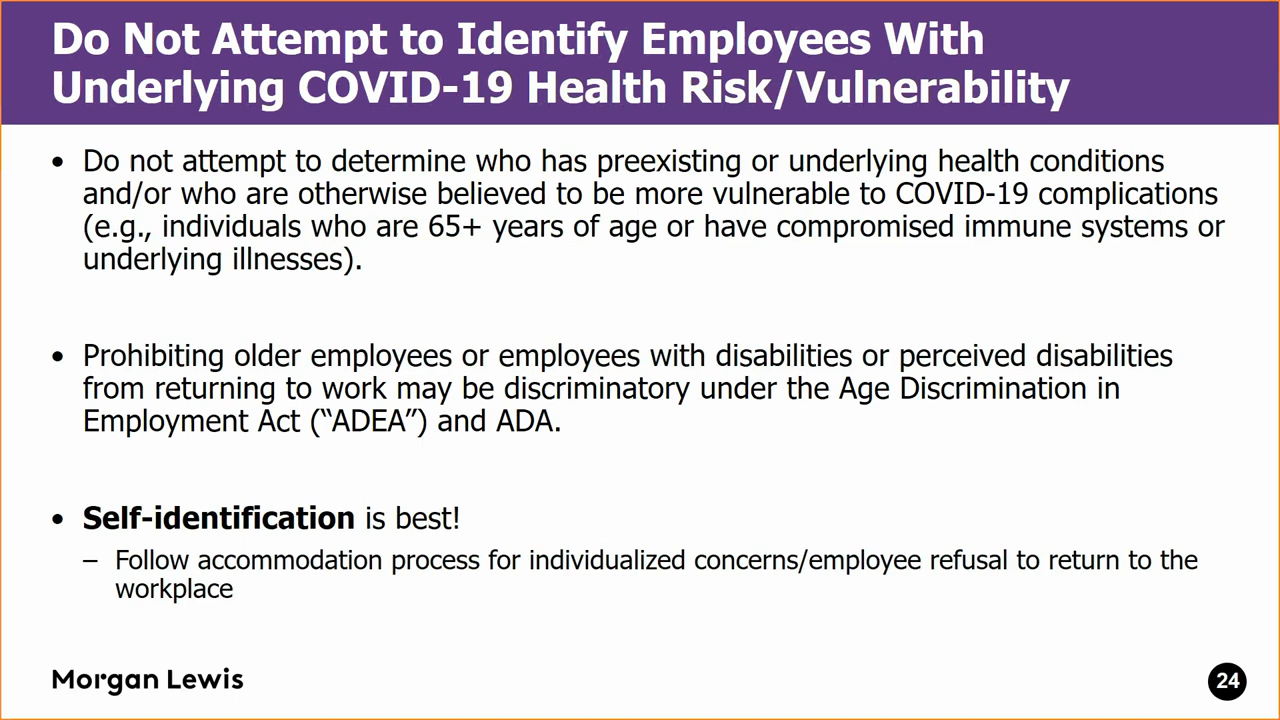 Do Not Attempt to Identify Employees With
Underlying COVID-19 Health Risk/Vulnerability
• Do not attempt to determine who has preexisting or underlying health conditions
and/or who are otherwise believed to be more vulnerable to COVID-19 complications
(e.g., individuals who are 65+ years of age or have compromised immune systems or
underlying illnesses).
• Prohibiting older employees or employees with disabilities or perceived disabilities
from returning to work may be discriminatory under the Age Discrimination in
Employment Act (“ADEA”) and ADA.
• Self-identification is best!
– Follow accommodation process for individualized concerns/employee refusal to return to the
workplace
Morgan Lewis
24